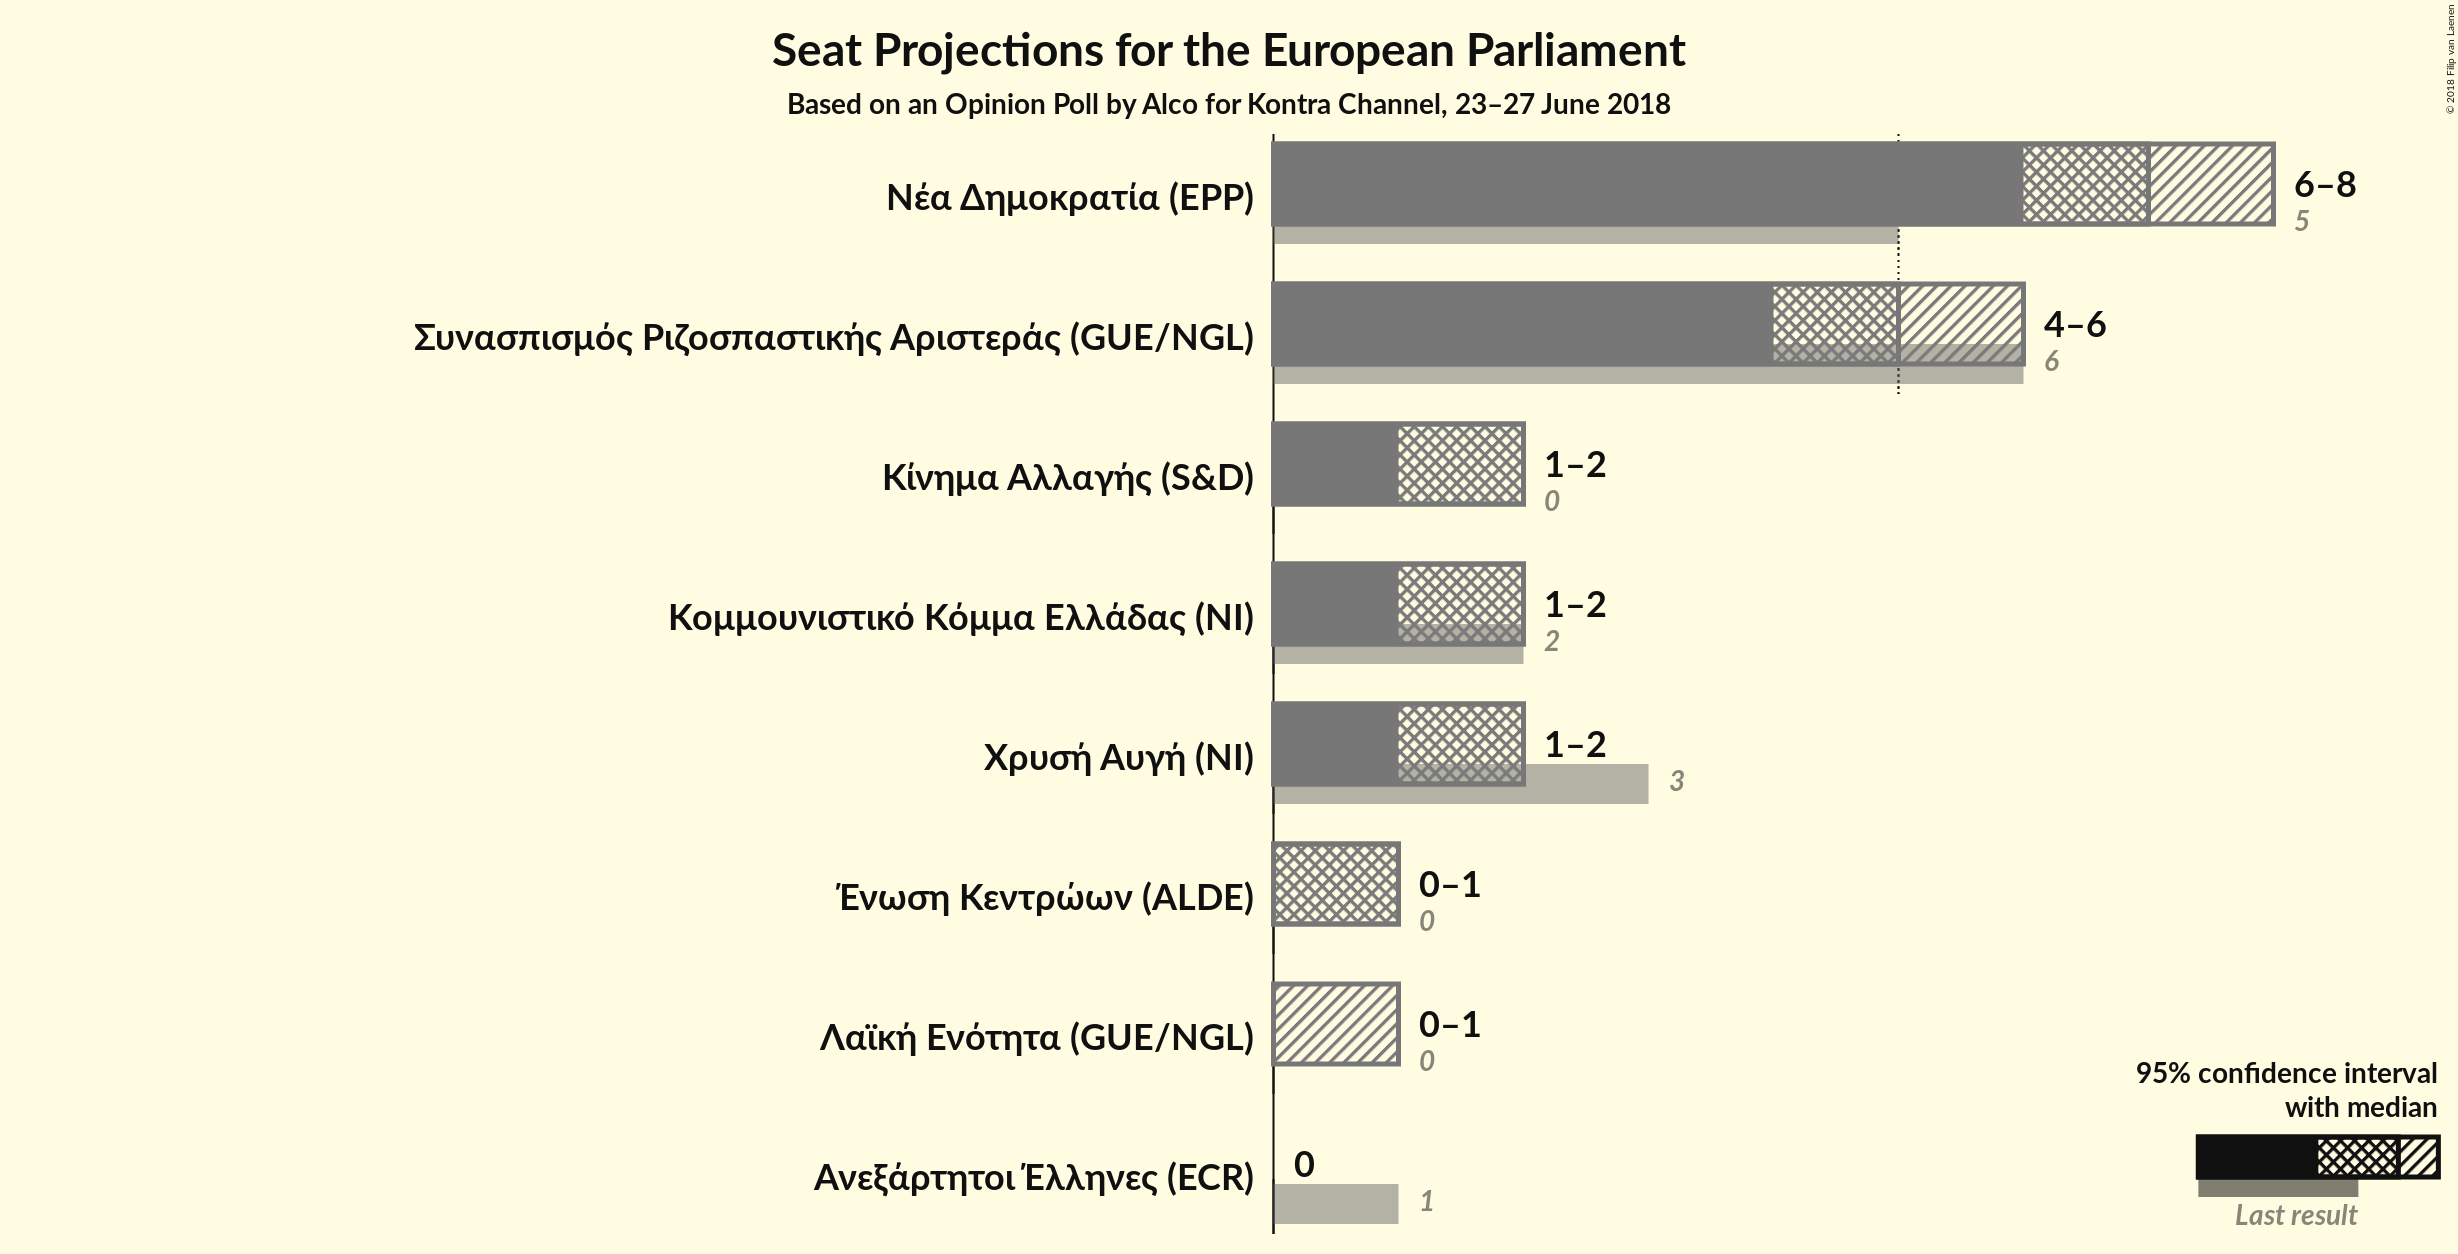 Seat Projections for the European Parliament
Based on an Opinion Poll by Alco for Kontra Channel, 23–27 June 2018
© 2018 Filip van Laenen
Νέα Δημοκρατία (EPP)
6–8
5
Συνασπισμός Ριζοσπαστικής Αριστεράς (GUE/NGL)
4–6
6
Κίνημα Αλλαγής (S&D)
1–2
0
Κομμουνιστικό Κόμμα Ελλάδας (NI)
1–2
2
Χρυσή Αυγή (NI)
1–2
3
Ένωση Κεντρώων (ALDE)
0–1
0
Λαϊκή Ενότητα (GUE/NGL)
0–1
0
Ανεξάρτητοι Έλληνες (ECR)
0
1
95% confidence interval
with median
Last result